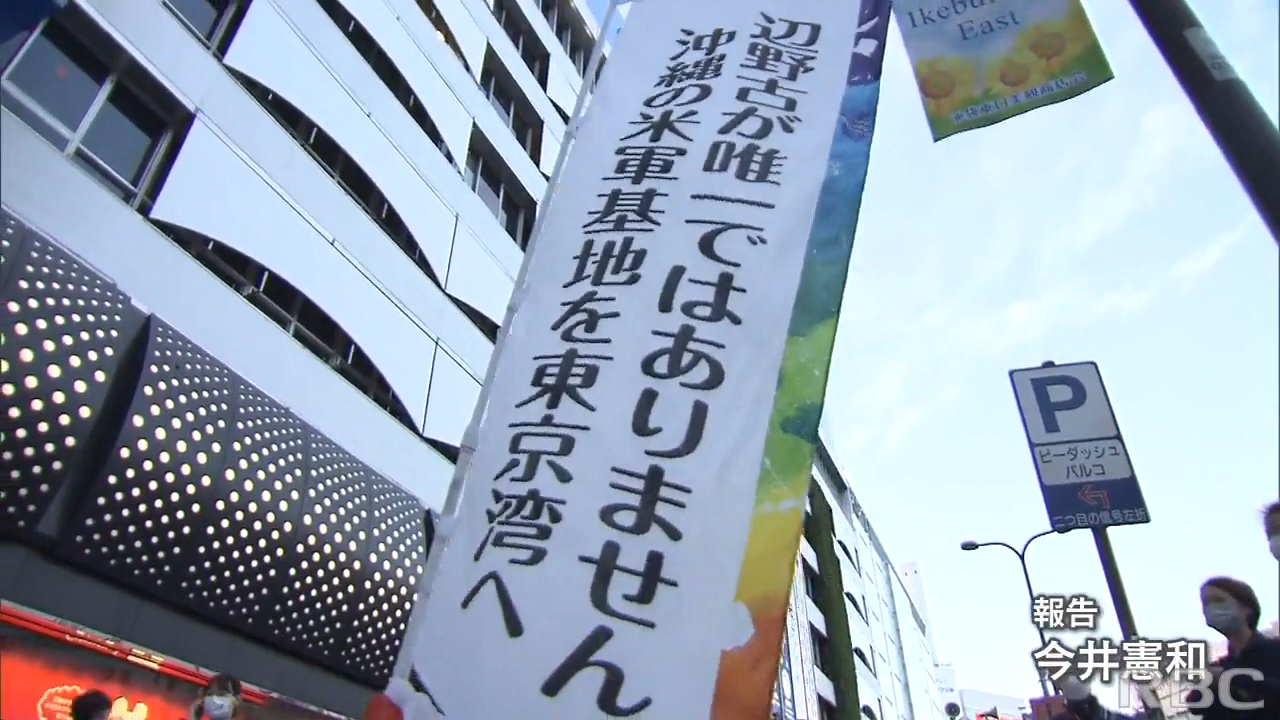 辺野古が唯一ではありません
沖縄の米軍基地を東京湾へ
East
P
ピーダッシュ
パルコ
二つ目の信号左折
報告
今井憲和
RBC